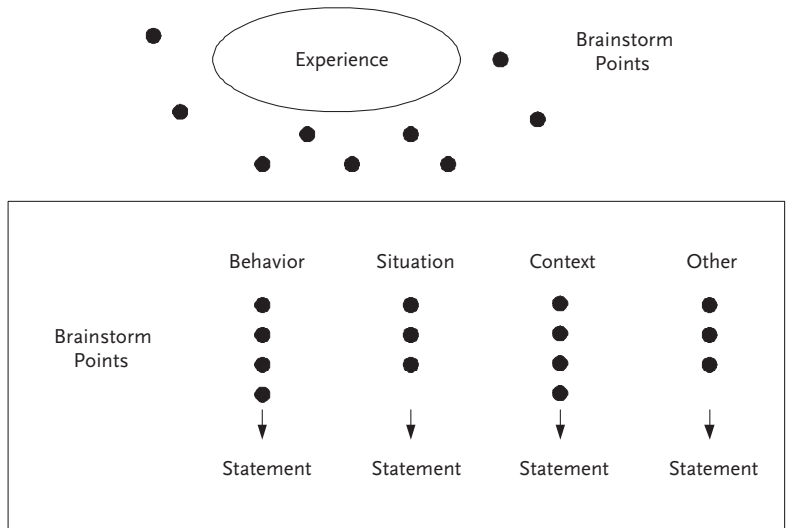 Experience
Brainstorm
Points
Behavior
Situation
Context
Other
Brainstorm
Points
Statement
Statement
Statement
Statement